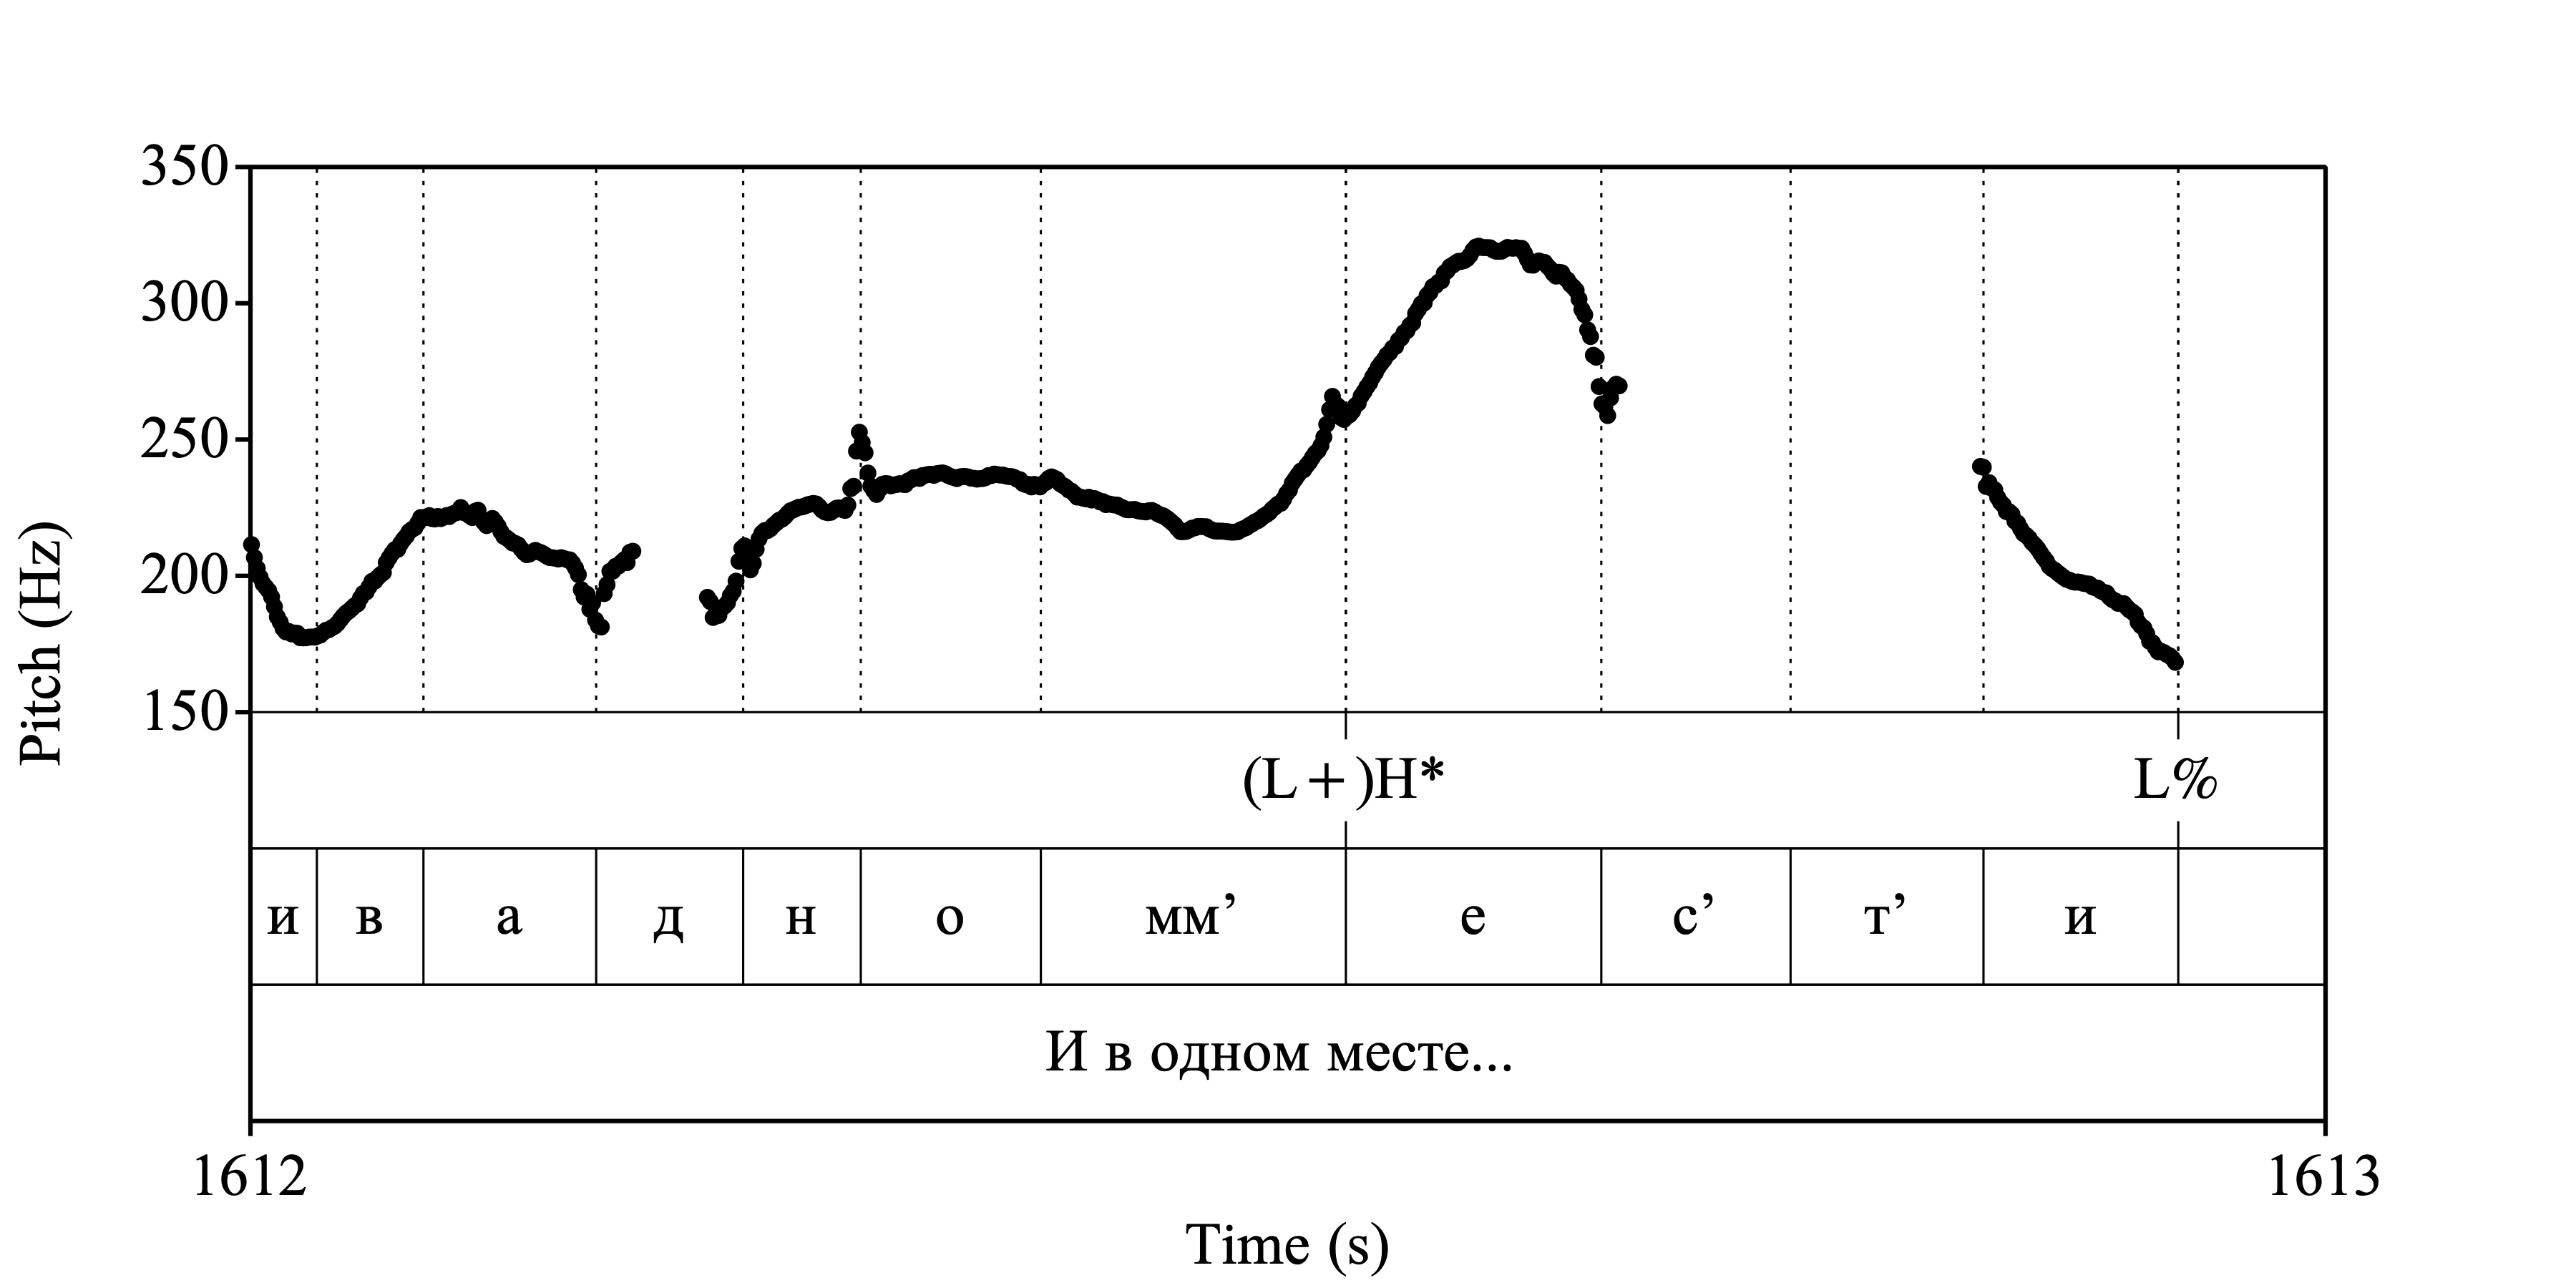 350
300
250
200
150
Pitch (Hz)
(L+)H* L%
и в а д н о мм’ е с’ т’ и
И в одном месте...
1612 1613
Time (s)